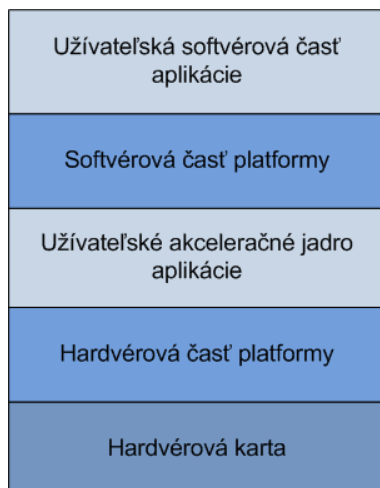 Užívateľská softvérová časť
aplikácie
Softvérová časť platformy
Užívateľské akceleračné jadro
aplikácie
Hardvérová časť platformy
Hardvérová karta